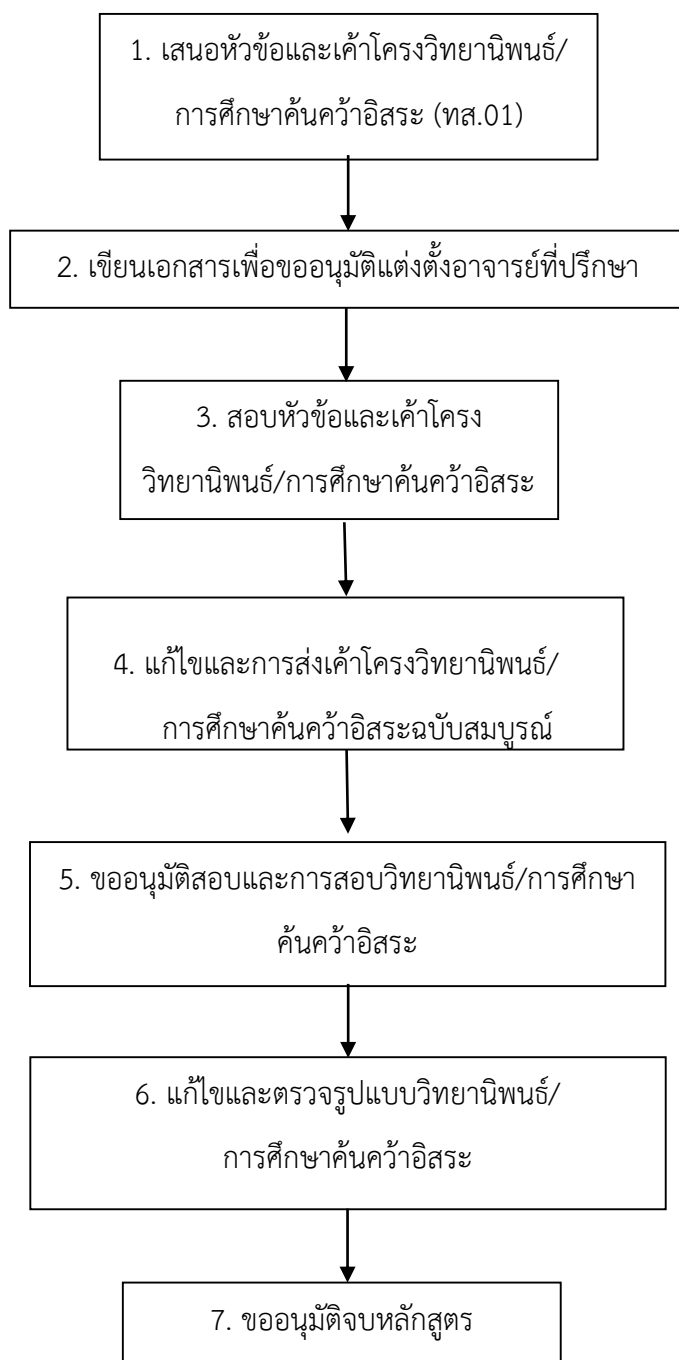 1. เสนอหัวข้อและเค้าโครงวิทยานิพนธ์/
การศึกษาค้นคว้าอิสระ (ทส.01)
2. เขียนเอกสารเพื่อขออนุมัติแต่งตั้งอาจารย์ที่ปรึกษา
3. สอบหัวข้อและเค้าโครง
วิทยานิพนธ์/การศึกษาค้นคว้าอิสระ
4. แก้ไขและการส่งเค้าโครงวิทยานิพนธ์/
การศึกษาค้นคว้าอิสระฉบับสมบูรณ์
5. ขออนุมัติสอบและการสอบวิทยานิพนธ์/การศึกษา
ค้นคว้าอิสระ
6. แก้ไขและตรวจรูปแบบวิทยานิพนธ์/
การศึกษาค้นคว้าอิสระ
7. ขออนุมัติจบหลักสูตร